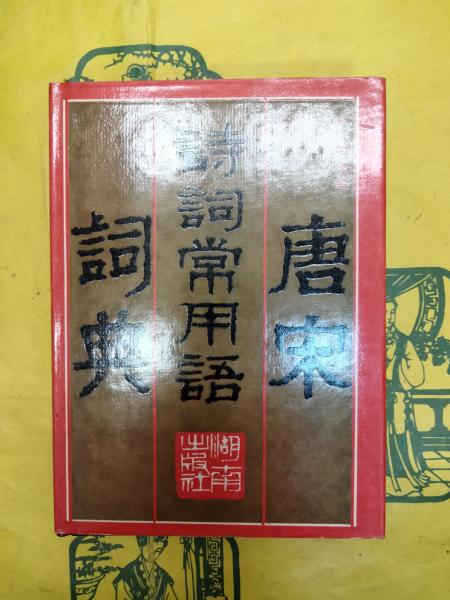 唐宋
詩詞常用語
詞典
湖南
出版社